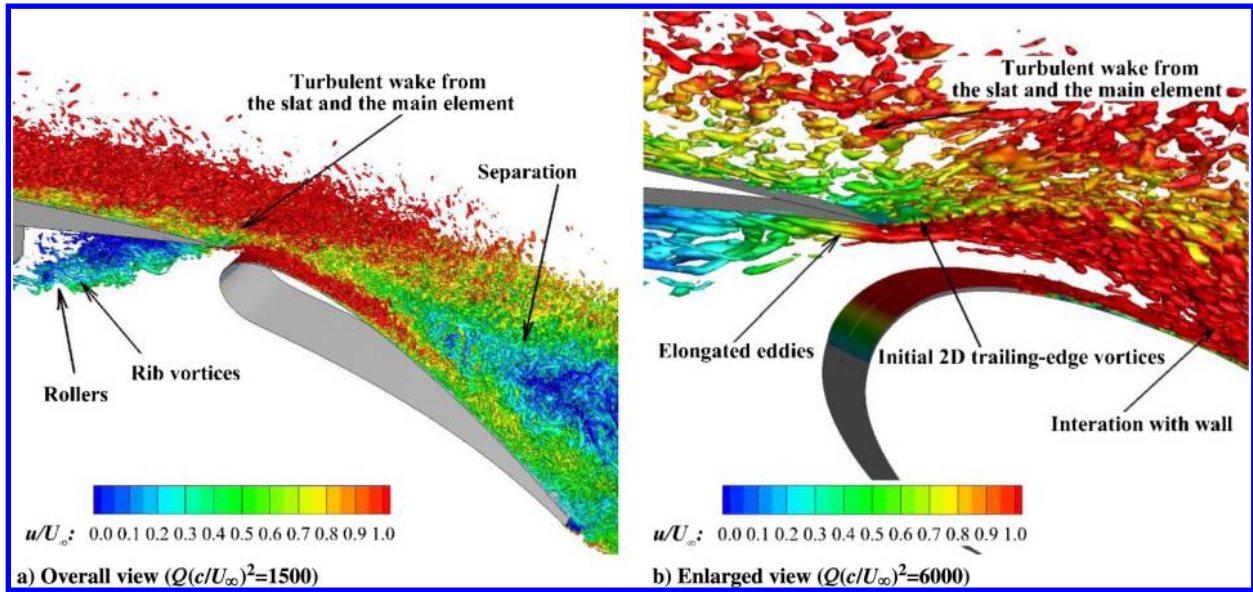 Turbulent wake from
the slat and the main element
Separation
Rib vortices
Rollers
u/U∞: 0.0 0.1 0.2 0.3 0.4 0.5 0.6 0.7 0.8 0.9 1.0
a) Overall view (Q(c/U∞)²=1500)
Turbulent wake from
the slat and the main element
Elongated eddies
Initial 2D trailing-edge vortices
Interation with wall
u/U∞: 0.0 0.1 0.2 0.3 0.4 0.5 0.6 0.7 0.8 0.9 1.0
b) Enlarged view (Q(c/U∞)²=6000)